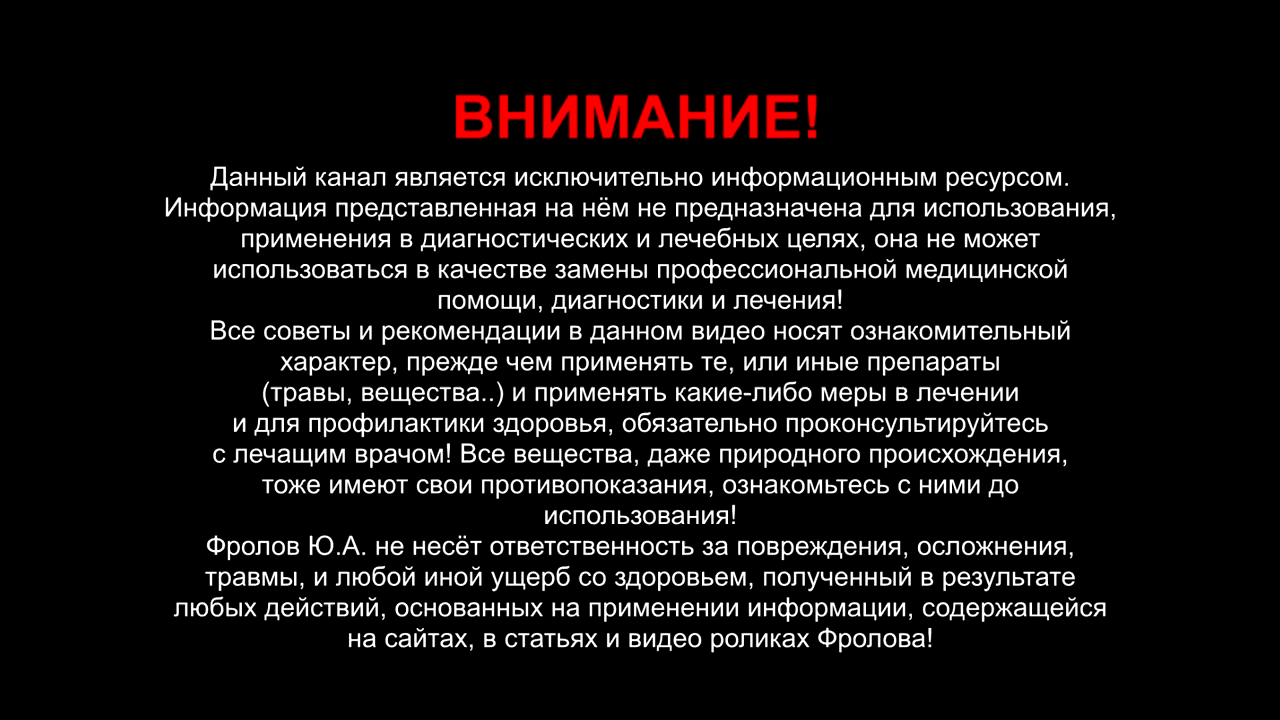 ВНИМАНИЕ!
Данный канал является исключительно информационным ресурсом.
Информация представленная на нём не предназначена для использования,
применения в диагностических и лечебных целях, она не может
использоваться в качестве замены профессиональной медицинской
помощи, диагностики и лечения!
Все советы и рекомендации в данном видео носят ознакомительный
характер, прежде чем применять те, или иные препараты
(травы, вещества..) и применять какие-либо меры в лечении
и для профилактики здоровья, обязательно проконсультируйтесь
с лечащим врачом! Все вещества, даже природного происхождения,
тоже имеют свои противопоказания, ознакомьтесь с ними до
использования!
Фролов Ю.А. не несёт ответственность за повреждения, осложнения,
травмы, и любой иной ущерб со здоровьем, полученный в результате
любых действий, основанных на применении информации, содержащейся
на сайтах, в статьях и видео роликах Фролова!